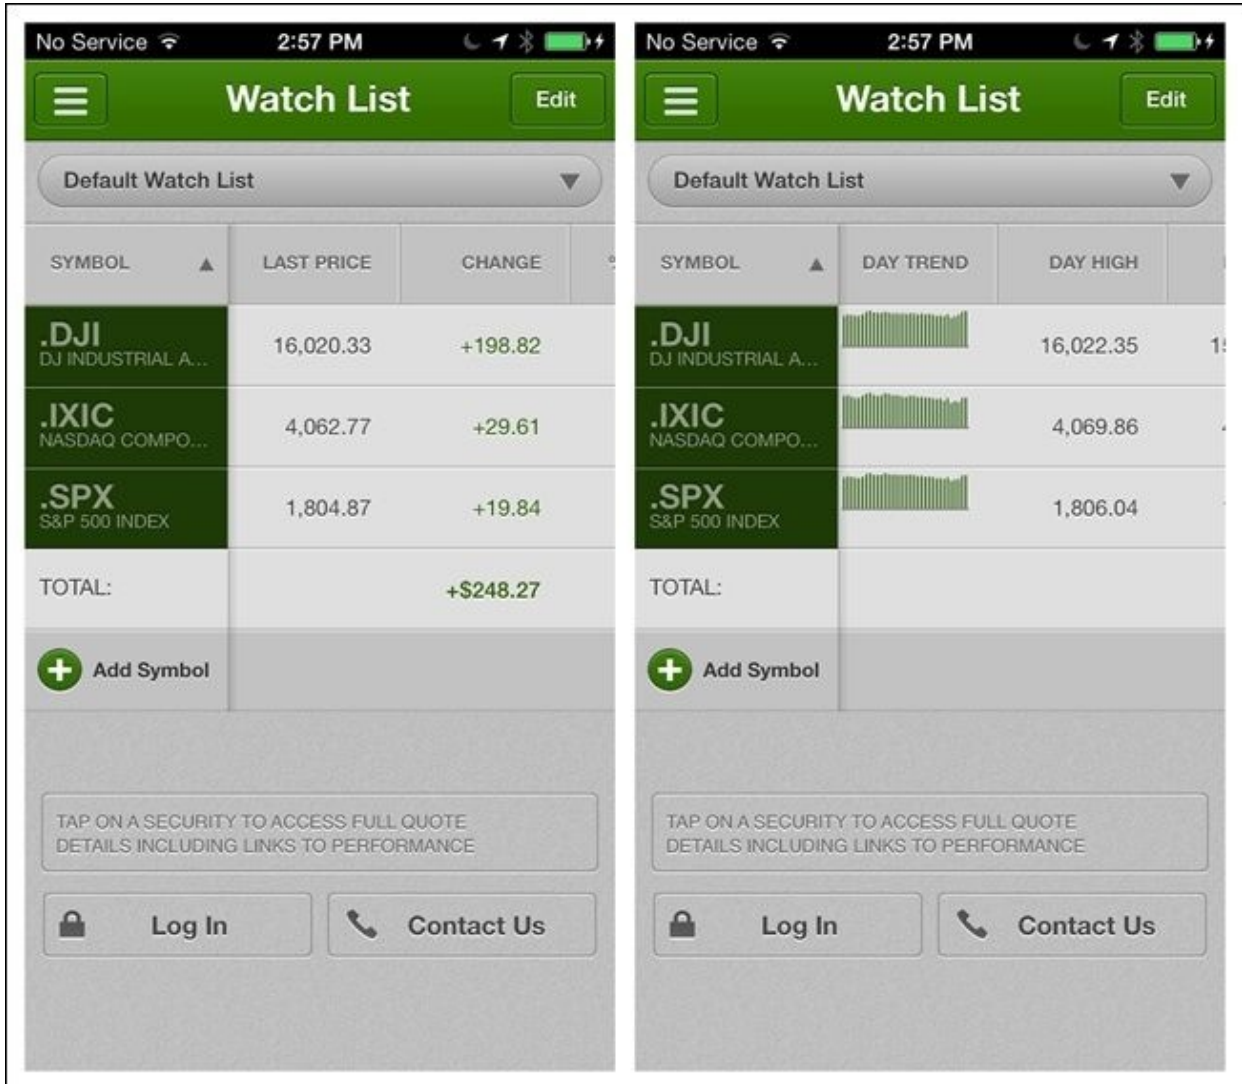 No Service 2:57 PM
Watch List Edit
Default Watch List
SYMBOL LAST PRICE CHANGE
.DJI
DJ INDUSTRIAL A... 16,020.33 +198.82
.IXIC
NASDAQ COMPO... 4,062.77 +29.61
.SPX
S&P 500 INDEX 1,804.87 +19.84
TOTAL: +$248.27
Add Symbol
TAP ON A SECURITY TO ACCESS FULL QUOTE
DETAILS INCLUDING LINKS TO PERFORMANCE
Log In Contact Us
No Service 2:57 PM
Watch List Edit
Default Watch List
SYMBOL DAY TREND DAY HIGH
.DJI
DJ INDUSTRIAL A... 16,022.35
.IXIC
NASDAQ COMPO... 4,069.86
.SPX
S&P 500 INDEX 1,806.04
TOTAL:
Add Symbol
TAP ON A SECURITY TO ACCESS FULL QUOTE
DETAILS INCLUDING LINKS TO PERFORMANCE
Log In Contact Us